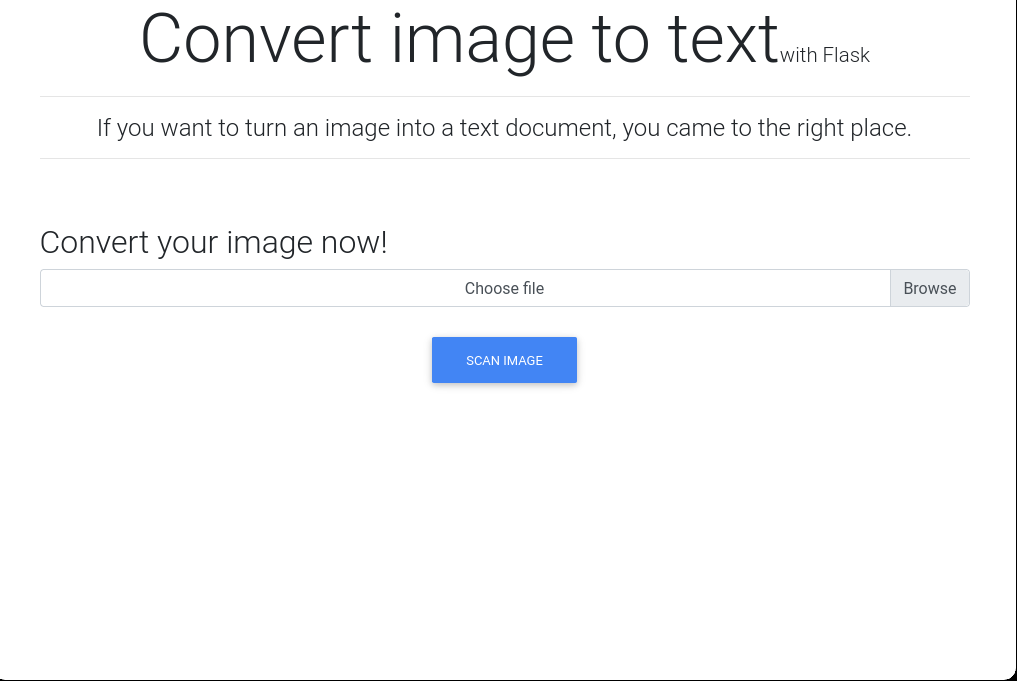 Convert image to text with Flask
If you want to turn an image into a text document, you came to the right place.
Convert your image now!
Choose file Browse
SCAN IMAGE